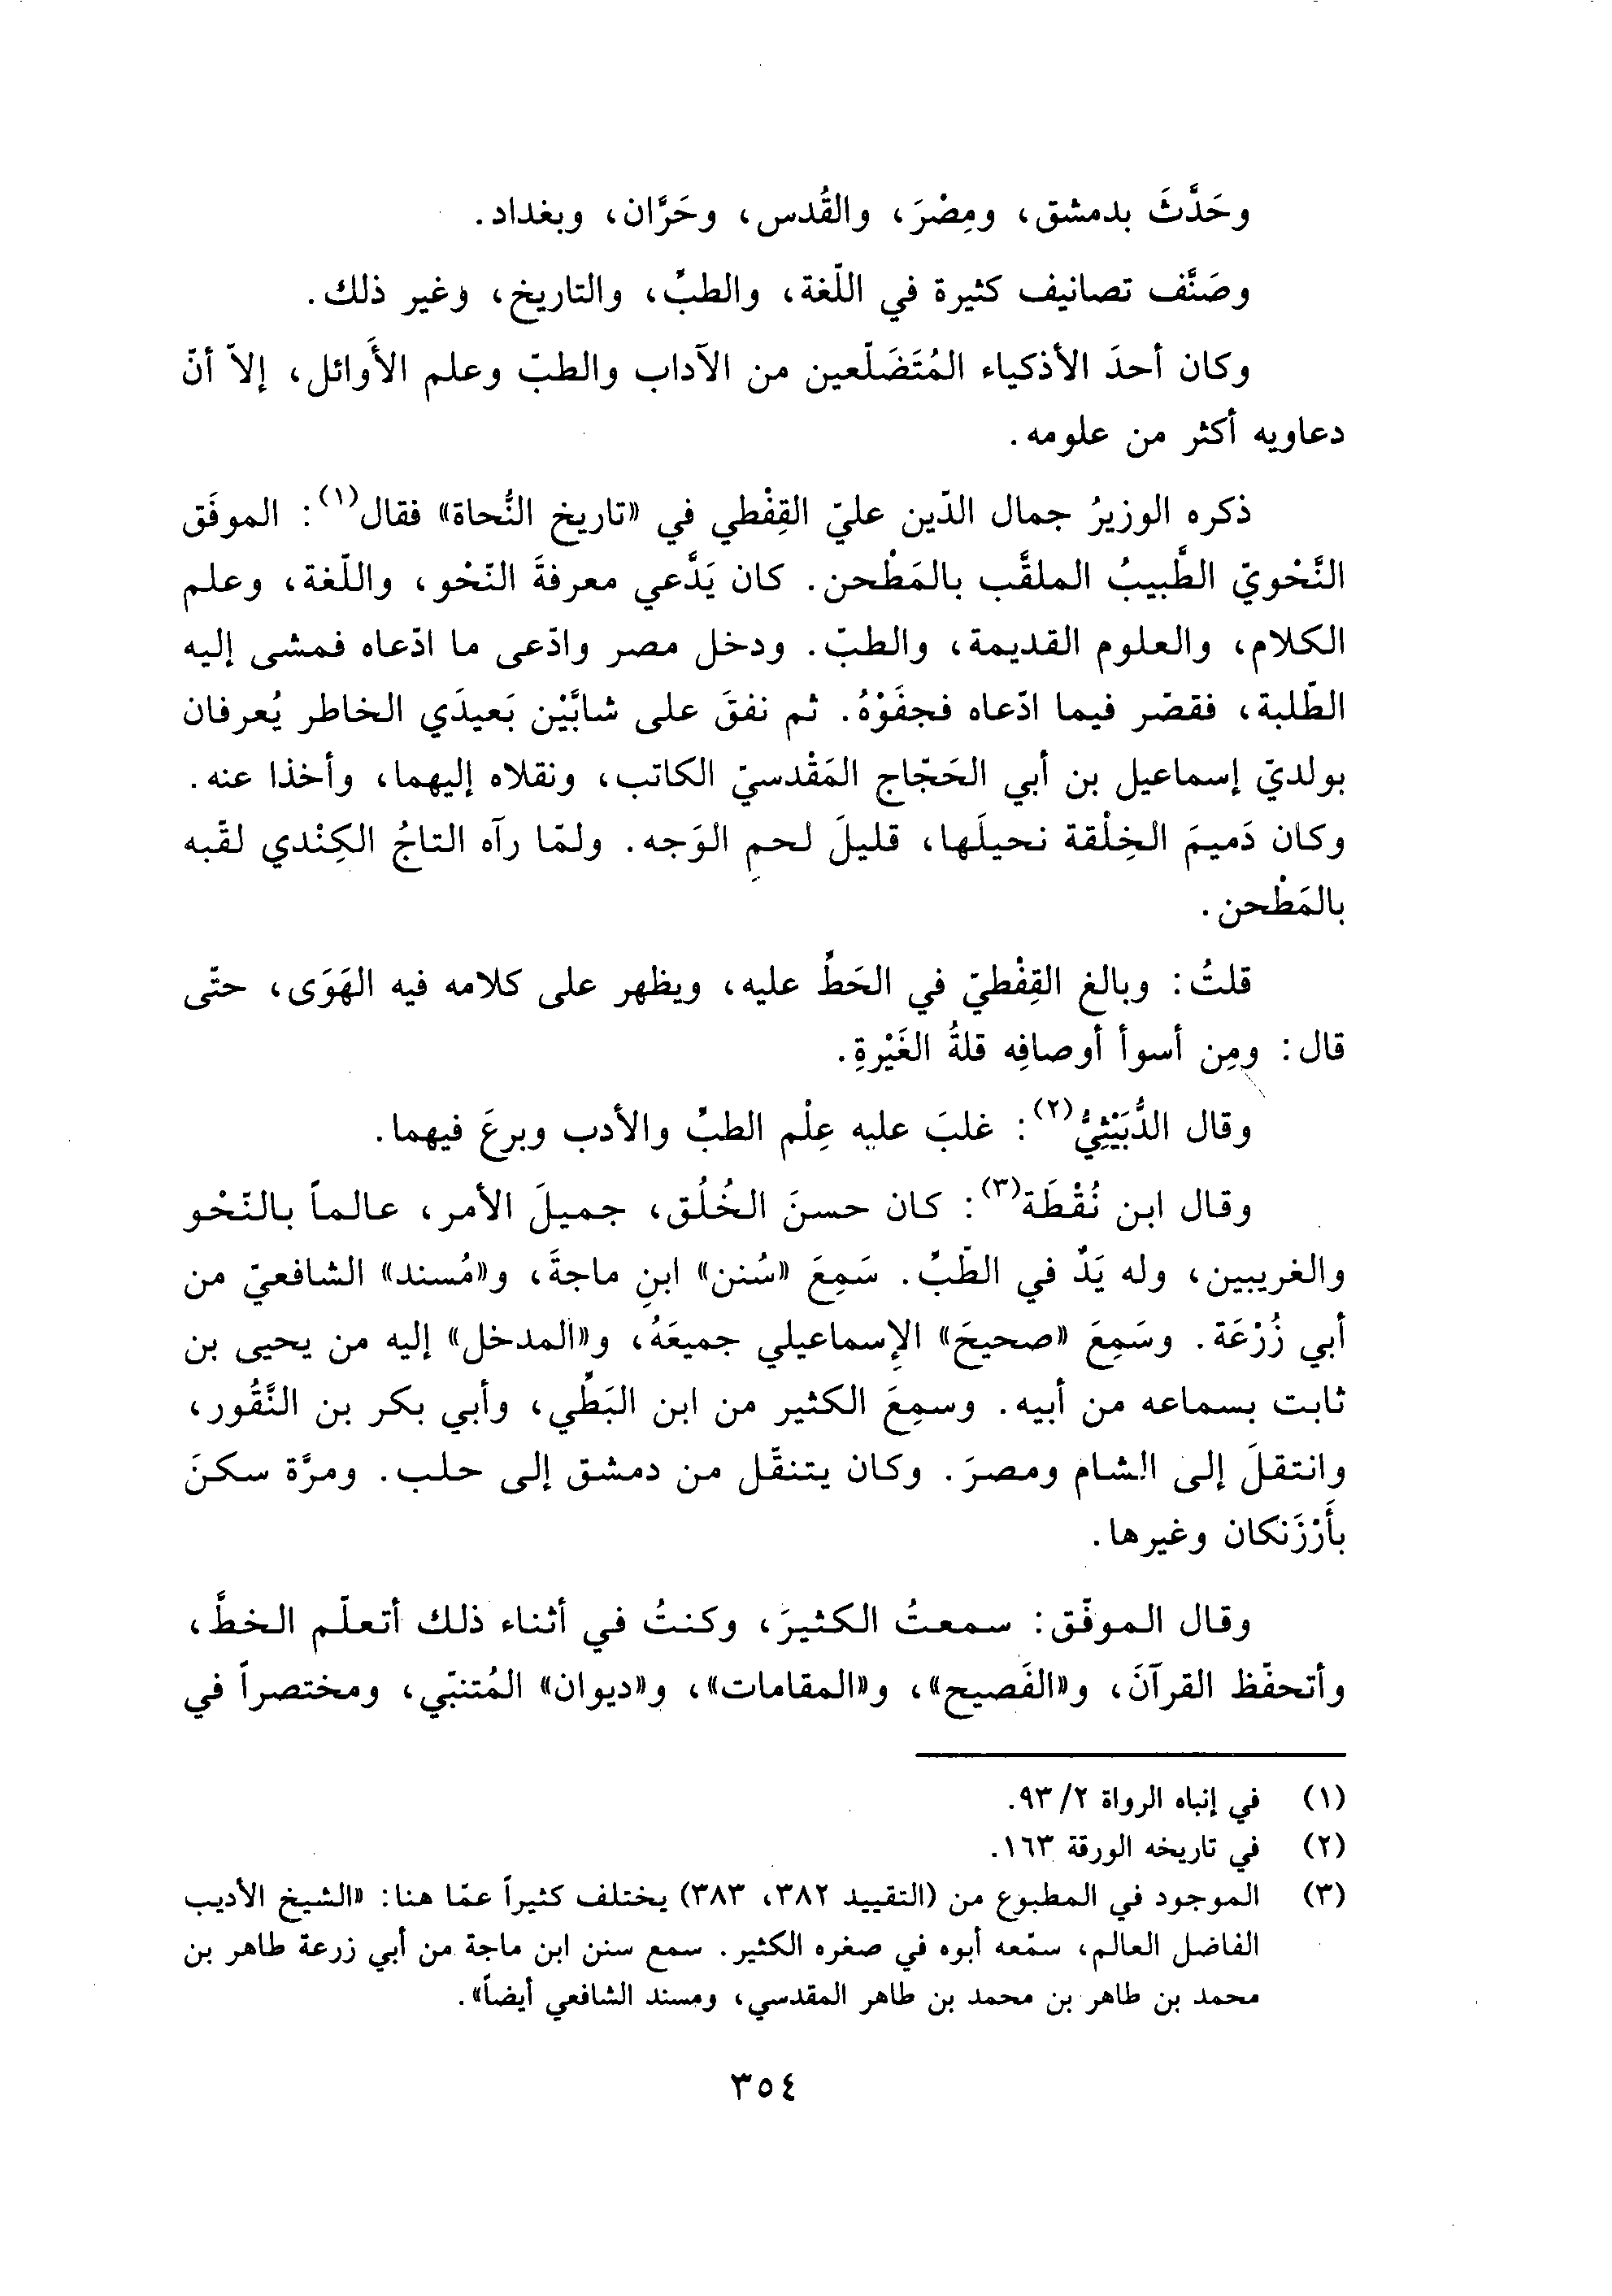 وحَدَّثَ بدمشق، ومِصْرَ، والقُدس، وحَرَّان، وبغداد.
وصَنَّف تصانيف كثيرة في اللّغة، والطبِّ، والتاريخ، وغير ذلك.
وكان أحدَ الأذكياء المُتَضَلّعين من الآداب والطبّ وعلم الأَوائل، إلاّ أنّ
دعاويه أكثر من علومه.
ذكره الوزيرُ جمال الدّين عليّ القِفْطي في «تاريخ النُّحاة» فقال(١): الموفَق
النَّحْويّ الطَّبيبُ الملقَّب بالمَطْحن. كان يَدَّعي معرفةَ النّحْو، واللّغة، وعلم
الكلام، والعلوم القديمة، والطبّ. ودخل مصر وادّعى ما ادّعاه فمشى إليه
الطّلبة، فقصّر فيما ادّعاه فجفَوْهُ. ثم نفقَ على شابَّيْن بَعيدَي الخاطر يُعرفان
بولديّ إسماعيل بن أبي الحَجّاج المَقْدسيّ الكاتب، ونقلاه إليهما، وأخذا عنه.
وكان دَميمَ الخِلْقة نحيلَها، قليلَ لحمِ الوَجه. ولمّا رآه التاجُ الكِنْدي لقّبه
بالمَطْحن.
قلتُ: وبالغ القِفْطيّ في الحَطِّ عليه، ويظهر على كلامه فيه الهَوَى، حتّى
قال: ومِن أسوأ أوصافِه قلةُ الغَيْرةِ.
وقال الدُّبَيْثِيُّ(٢): غلبَ عليه عِلْم الطبِّ والأدب وبرعَ فيهما.
وقال ابن نُقْطَة(٣): كان حسنَ الخُلُق، جميلَ الأمر، عالماً بالنّحْو
والغريبين، وله يَدٌ في الطّبِّ. سَمِعَ «سُنن» ابنِ ماجةَ، و«مُسند» الشافعيّ من
أبي زُرْعَة. وسَمِعَ «صحيحَ» الإسماعيلي جميعَهُ، و«المدخل» إليه من يحيى بن
ثابت بسماعه من أبيه. وسمِعَ الكثير من ابن البَطِّي، وأبي بكر بن النَّقُور،
وانتقلَ إلى الشام ومصرَ. وكان يتنقّل من دمشق إلى حلب. ومرَّة سكنَ
بأَرْزَنكان وغيرها.
وقال الموفّق: سمعتُ الكثيرَ، وكنتُ في أثناء ذلك أتعلّم الخطَّ،
وأتحفّظ القرآنَ، و«الفَصيح»، و«المقامات»، و«ديوان» المُتنبّي، ومختصراً في
(١) في إنباه الرواة ٢/ ٩٣.
(٢) في تاريخه الورقة ١٦٣.
(٣) الموجود في المطبوع من (التقييد ٣٨٢، ٣٨٣) يختلف كثيراً عمّا هنا: «الشيخ الأديب
الفاضل العالم، سمّعه أبوه في صغره الكثير. سمع سنن ابن ماجة من أبي زرعة طاهر بن
محمد بن طاهر بن محمد بن طاهر المقدسي، ومسند الشافعي أيضاً».
٣٥٤